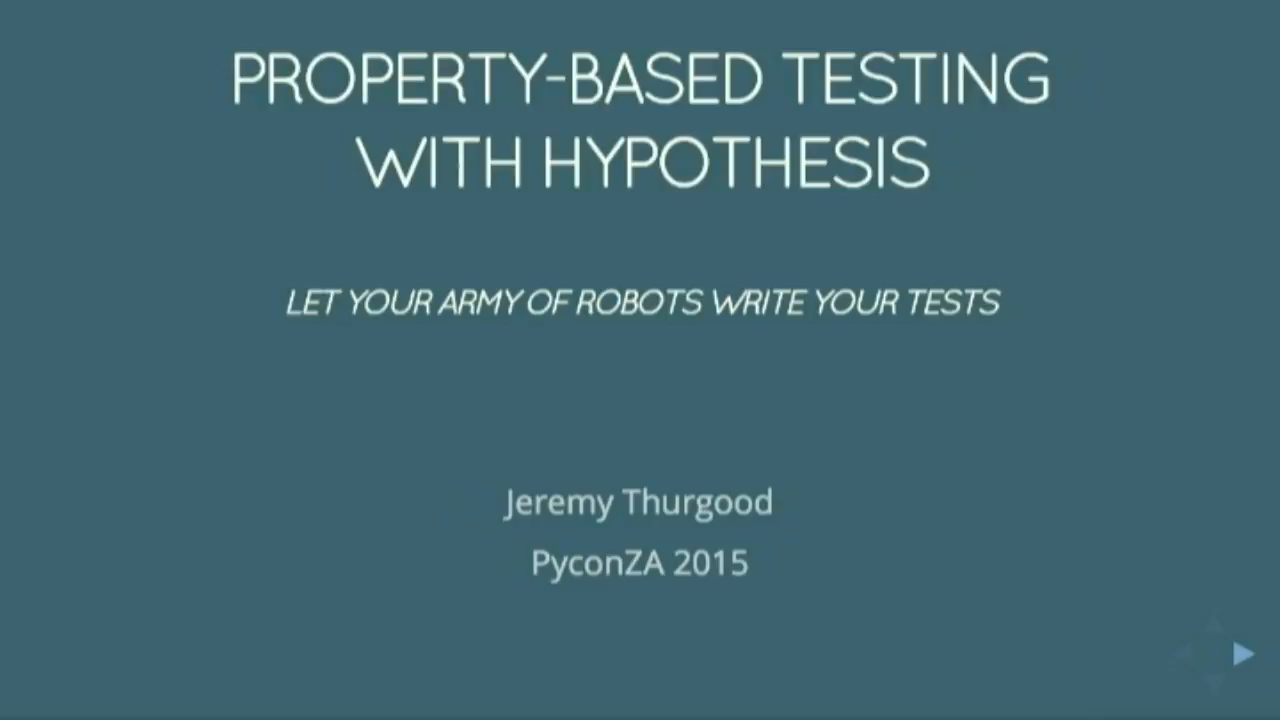 PROPERTY-BASED TESTING
WITH HYPOTHESIS
LET YOUR ARMY OF ROBOTS WRITE YOUR TESTS
Jeremy Thurgood
PyconZA 2015